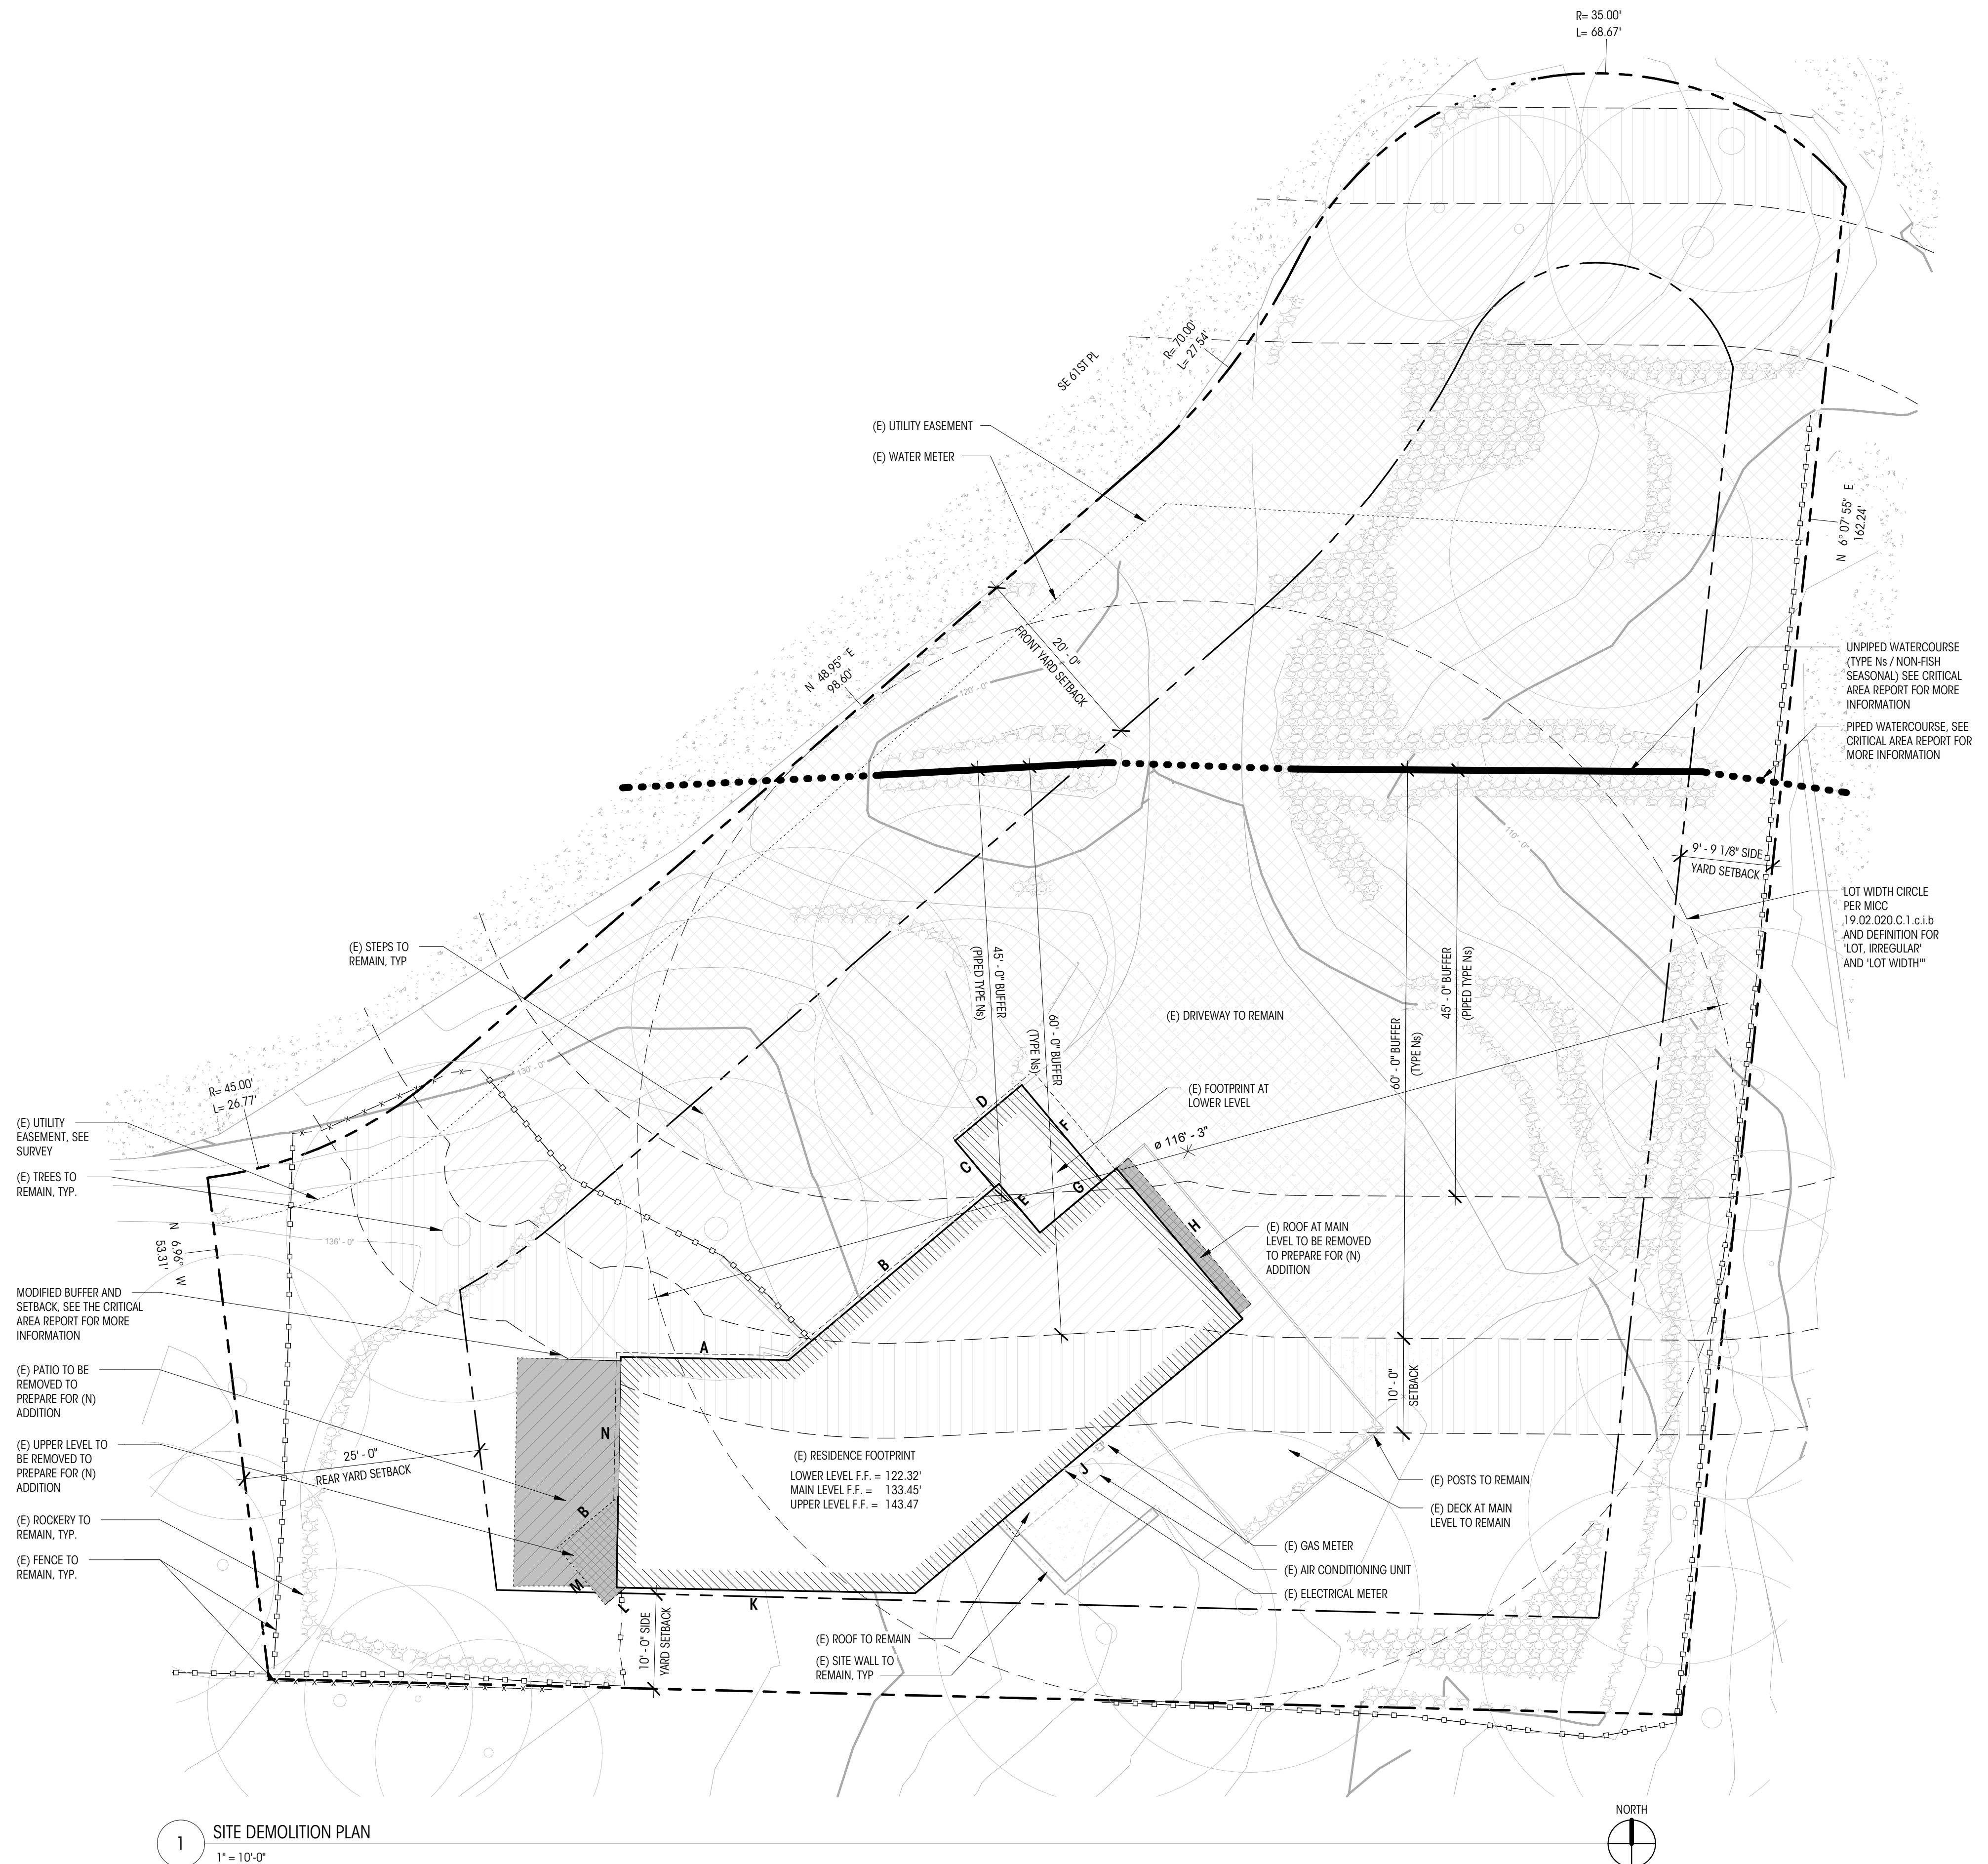 R= 35.00'
L= 68.67'
R= 70.00'
L= 27.54'
SE 61ST PL
(E) UTILITY EASEMENT
(E) WATER METER
N 6° 07' 55" E
162.24'
20' - 0"
FRONT YARD SETBACK
N 48.95° E
98.60'
120' - 0"
UNPIPED WATERCOURSE
(TYPE Ns / NON-FISH
SEASONAL) SEE CRITICAL
AREA REPORT FOR MORE
INFORMATION
PIPED WATERCOURSE, SEE
CRITICAL AREA REPORT FOR
MORE INFORMATION
110' - 0"
9' - 9 1/8" SIDE
YARD SETBACK
LOT WIDTH CIRCLE
PER MICC
19.02.020.C.1.c.i.b
AND DEFINITION FOR
'LOT, IRREGULAR'
AND 'LOT WIDTH'"
(E) STEPS TO
REMAIN, TYP
45' - 0" BUFFER
(PIPED TYPE Ns)
60' - 0" BUFFER
(TYPE Ns)
45' - 0" BUFFER
(PIPED TYPE Ns)
60' - 0" BUFFER
(TYPE Ns)
(E) DRIVEWAY TO REMAIN
130' - 0"
R= 45.00'
L= 26.77'
(E) FOOTPRINT AT
LOWER LEVEL
D
F
C
E
G
ø 116' - 3"
H
(E) UTILITY
EASEMENT, SEE
SURVEY
(E) TREES TO
REMAIN, TYP.
N 6.96° W
53.31'
136' - 0"
(E) ROOF AT MAIN
LEVEL TO BE REMOVED
TO PREPARE FOR (N)
ADDITION
B
A
MODIFIED BUFFER AND
SETBACK, SEE THE CRITICAL
AREA REPORT FOR MORE
INFORMATION
(E) PATIO TO BE
REMOVED TO
PREPARE FOR (N)
ADDITION
10' - 0"
SETBACK
N
(E) UPPER LEVEL TO
BE REMOVED TO
PREPARE FOR (N)
ADDITION
25' - 0"
REAR YARD SETBACK
(E) RESIDENCE FOOTPRINT
LOWER LEVEL F.F. = 122.32'
MAIN LEVEL F.F. = 133.45'
UPPER LEVEL F.F. = 143.47
J
B
(E) POSTS TO REMAIN
(E) DECK AT MAIN
LEVEL TO REMAIN
(E) ROCKERY TO
REMAIN, TYP.
(E) FENCE TO
REMAIN, TYP.
(E) GAS METER
(E) AIR CONDITIONING UNIT
(E) ELECTRICAL METER
M
L
K
10' - 0" SIDE
YARD SETBACK
(E) ROOF TO REMAIN
(E) SITE WALL TO
REMAIN, TYP
NORTH
1
SITE DEMOLITION PLAN
1" = 10'-0"